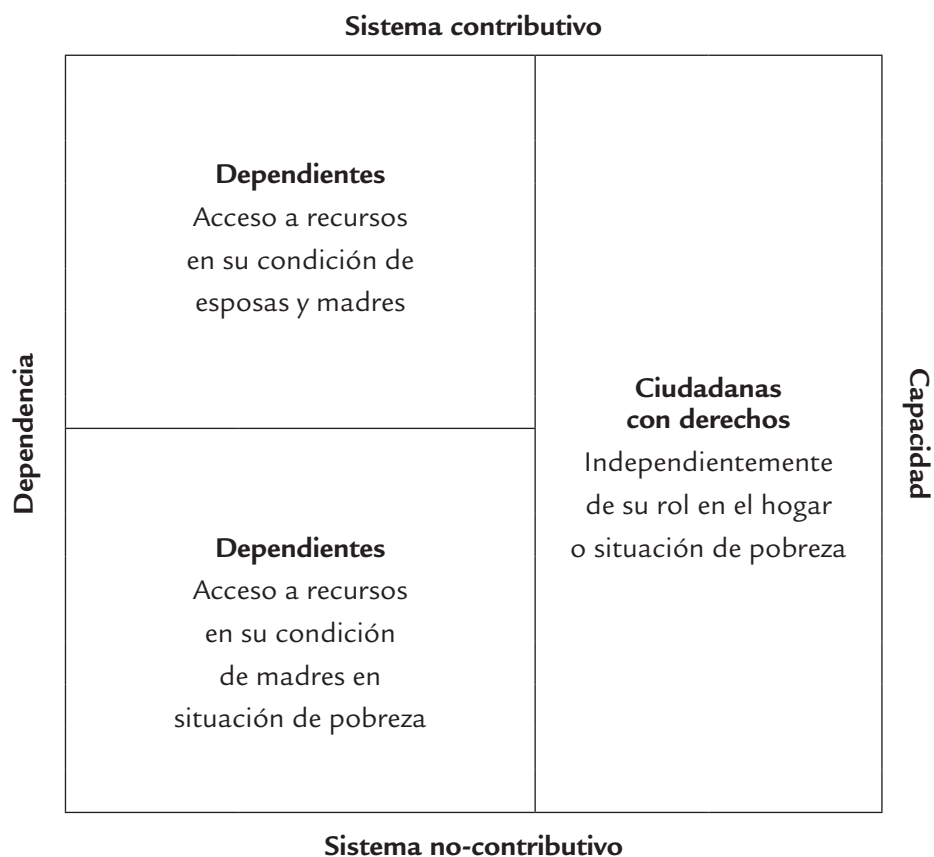 Sistema contributivo
Dependientes
Acceso a recursos
en su condición de
esposas y madres
Dependencia
Ciudadanas
con derechos
Independientemente
de su rol en el hogar
o situación de pobreza
Capacidad
Dependientes
Acceso a recursos
en su condición
de madres en
situación de pobreza
Sistema no-contributivo